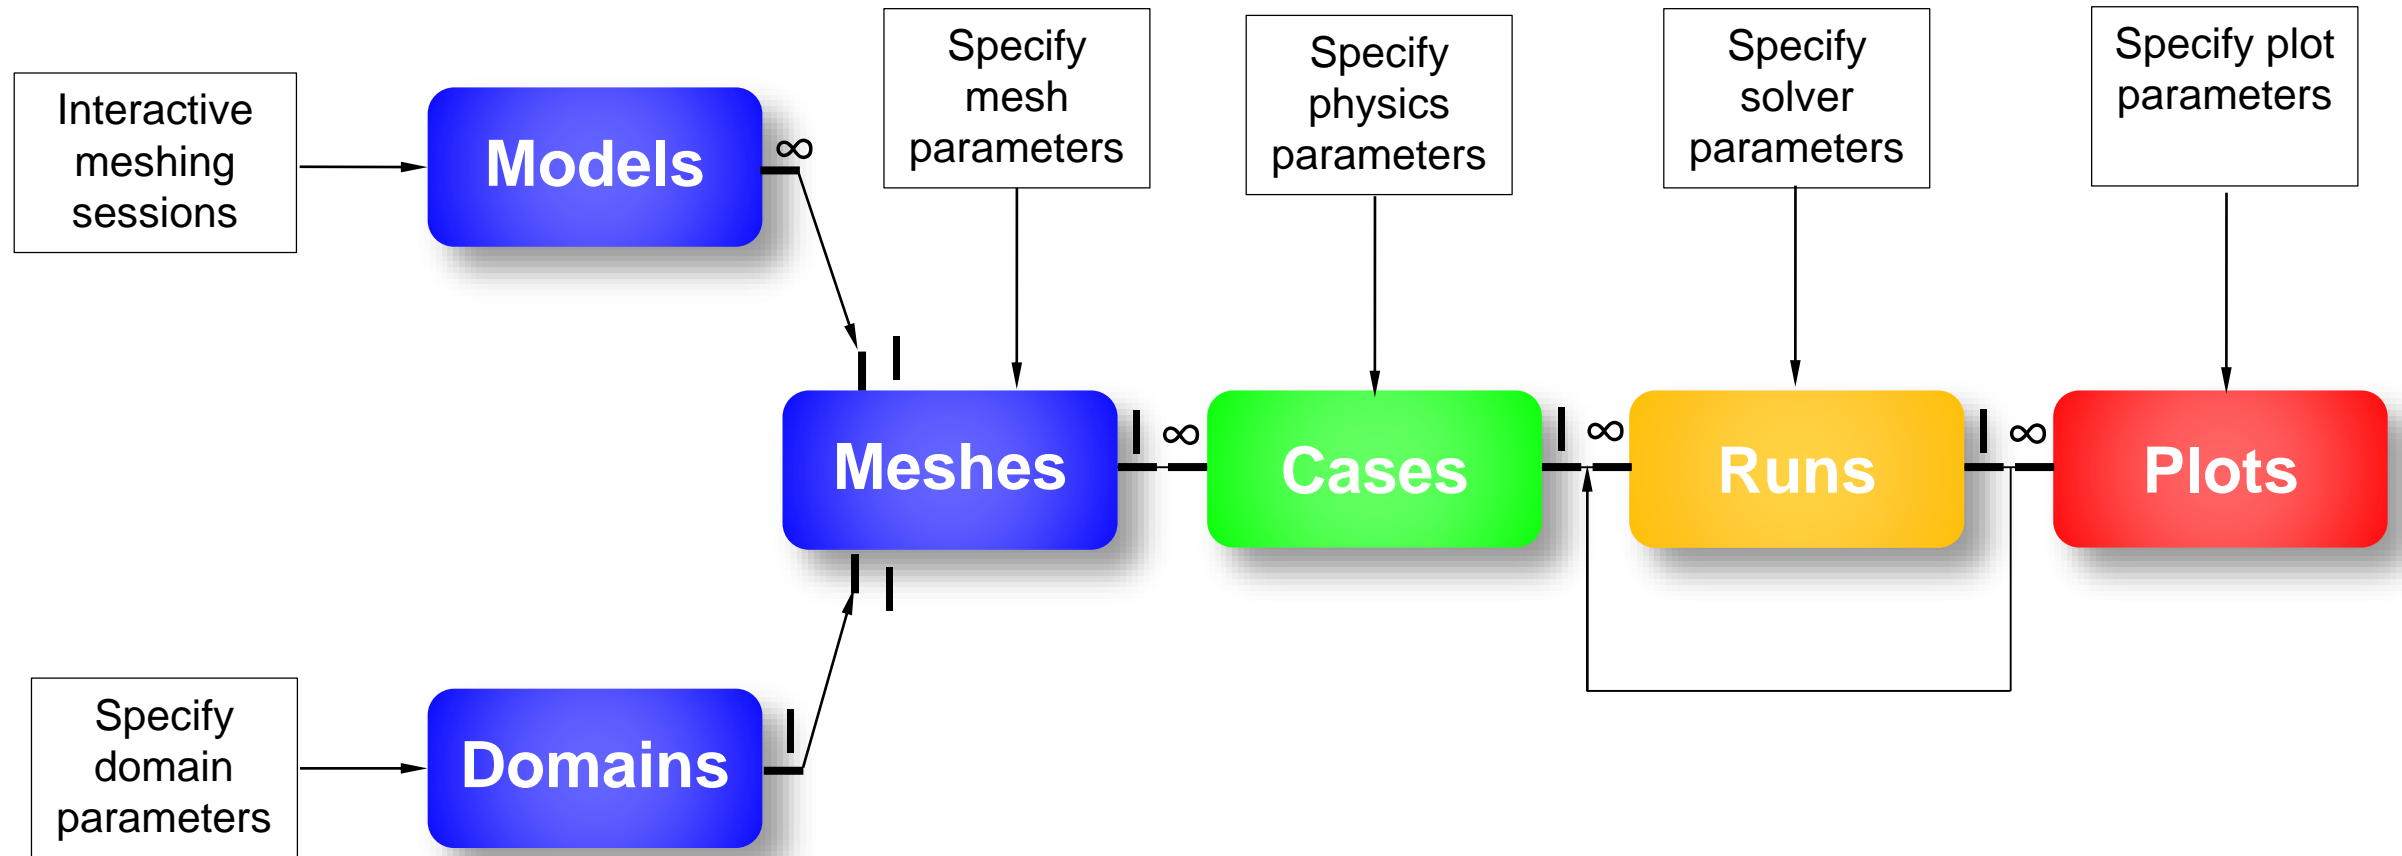 Interactive
meshing
sessions
Models
∞
Specify
mesh
parameters
Specify
physics
parameters
Specify
solver
parameters
Specify plot
parameters
I
Meshes
I
∞
Cases
I
∞
Runs
I
∞
Plots
I
Specify
domain
parameters
Domains
I